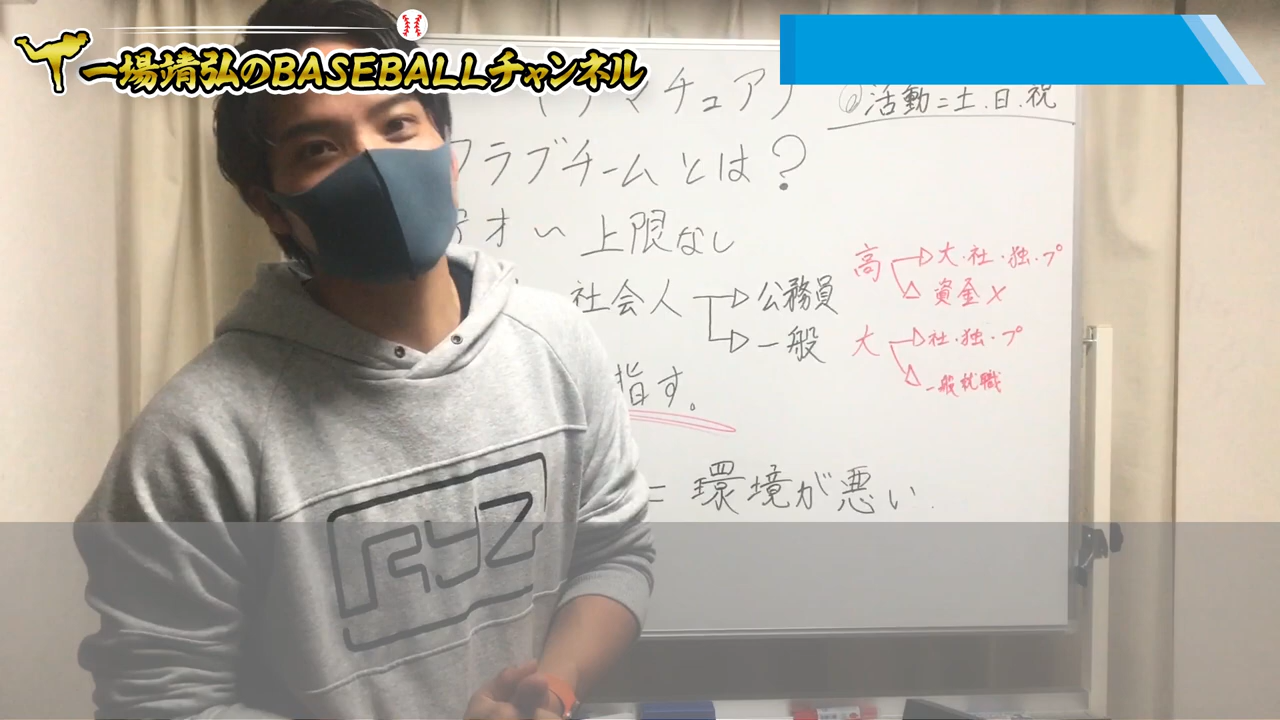 一場靖弘のBASEBALLチャンネル
(アマチュア)
活動=土.日.祝
クラブチームとは?
才い 上限なし
社会人 公務員
一般
高 大・社・独・プ
資金×
大 社・独・プ
一般就職
指す。
= 環境が悪い.
RYZ